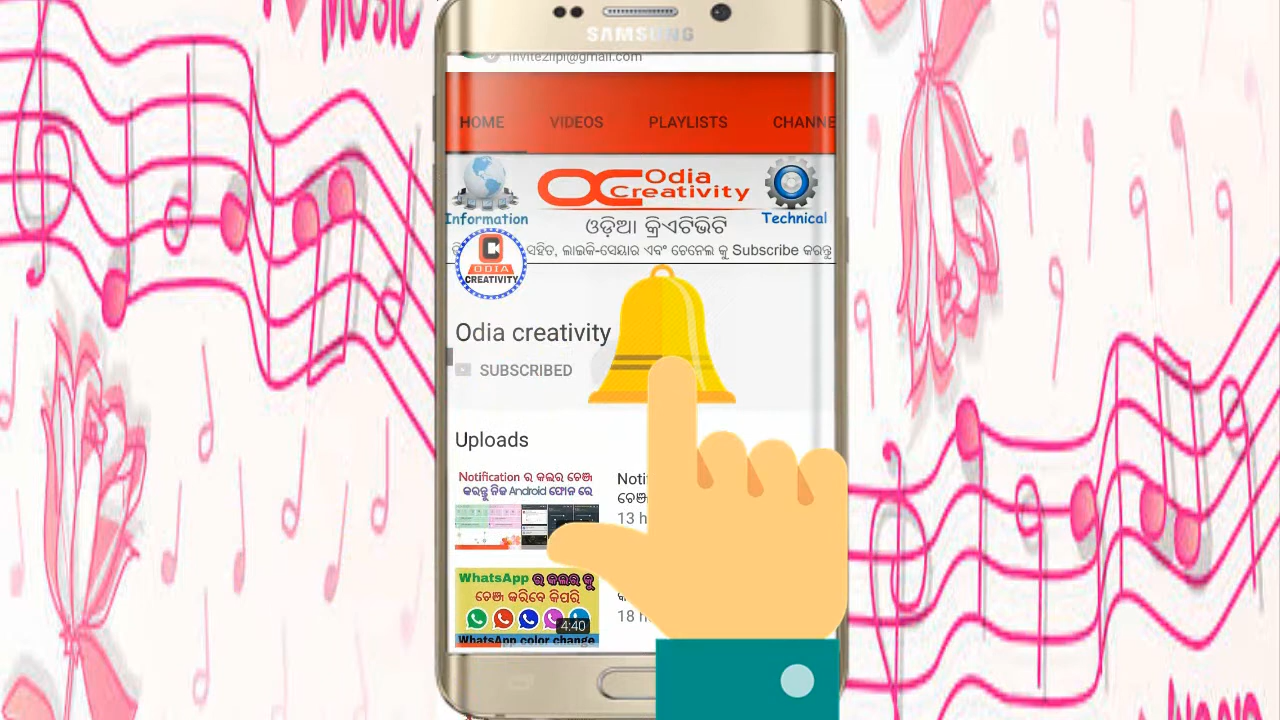 MUSIC
SAMSUNG
invite2lipi@gmail.com
HOME VIDEOS PLAYLISTS CHANNE
Odia
Creativity
Information
Technical
ଓଡ଼ିଆ କ୍ରିଏଟିଭିଟି
ସହିତ, ଲାଇକ-ସେୟାର ଏବଂ ଚେନେଲ କୁ Subscribe କରନ୍ତୁ
ODIA
CREATIVITY
Odia creativity
SUBSCRIBED
Uploads
Notification ର କଲର ଚେଞ୍ଜ
କରନ୍ତୁ ନିଜ Android ଫୋନ ରେ
Noti
ଚେଞ୍ଜ
13 h
WhatsApp ର କଲର କୁ
ଚେଞ୍ଜ କରିବେ କିପରି
4:40
WhatsApp color change
18 h
MUSIC